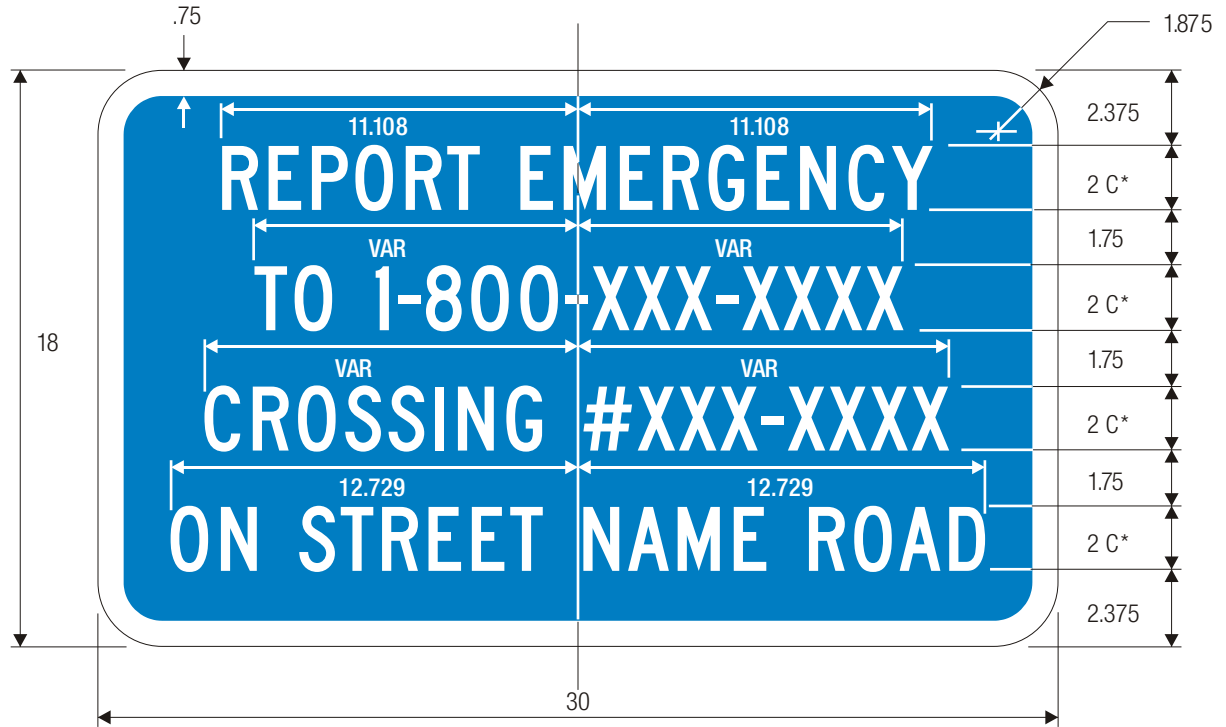 .75
1.875
11.108 11.108
2.375
REPORT EMERGENCY
2 C*
VAR VAR
1.75
TO 1-800-XXX-XXXX
2 C*
18
VAR VAR
1.75
CROSSING #XXX-XXXX
2 C*
12.729 12.729
1.75
ON STREET NAME ROAD
2 C*
2.375
30